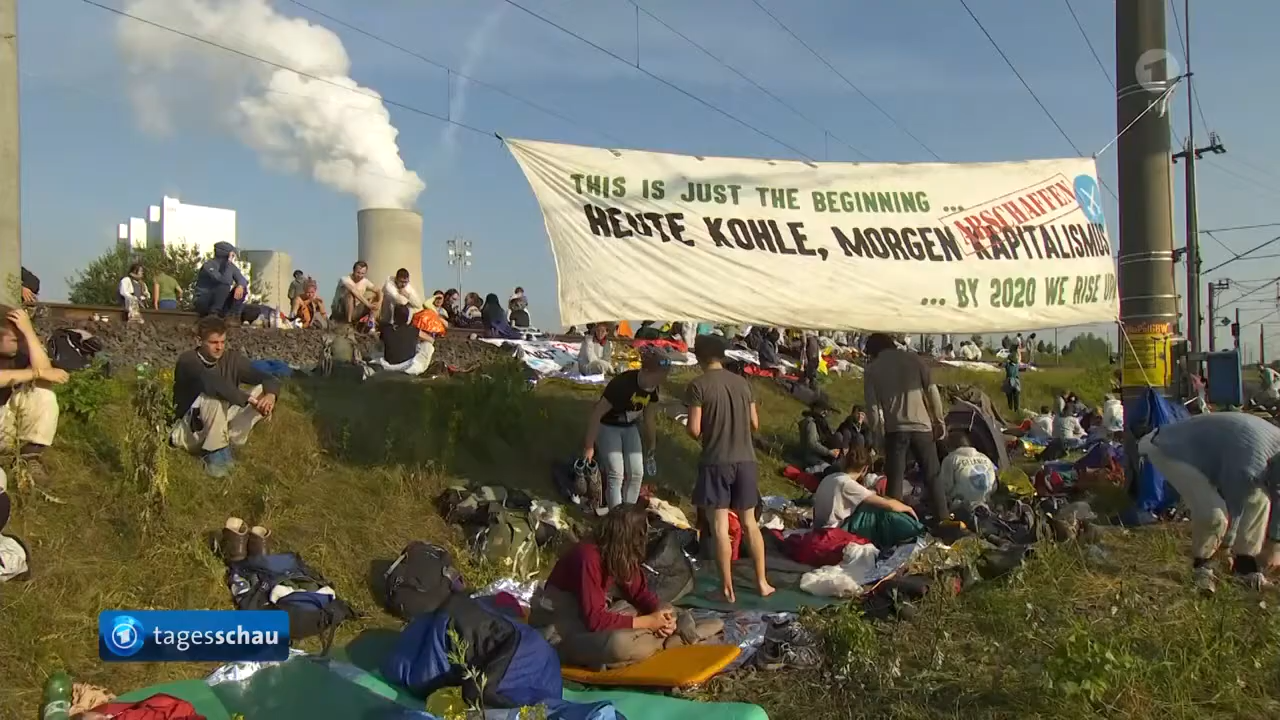 THIS IS JUST THE BEGINNING ...
ABSCHAFFEN
HEUTE KOHLE, MORGEN KAPITALISMUS
... BY 2020 WE RISE UP
tagesschau